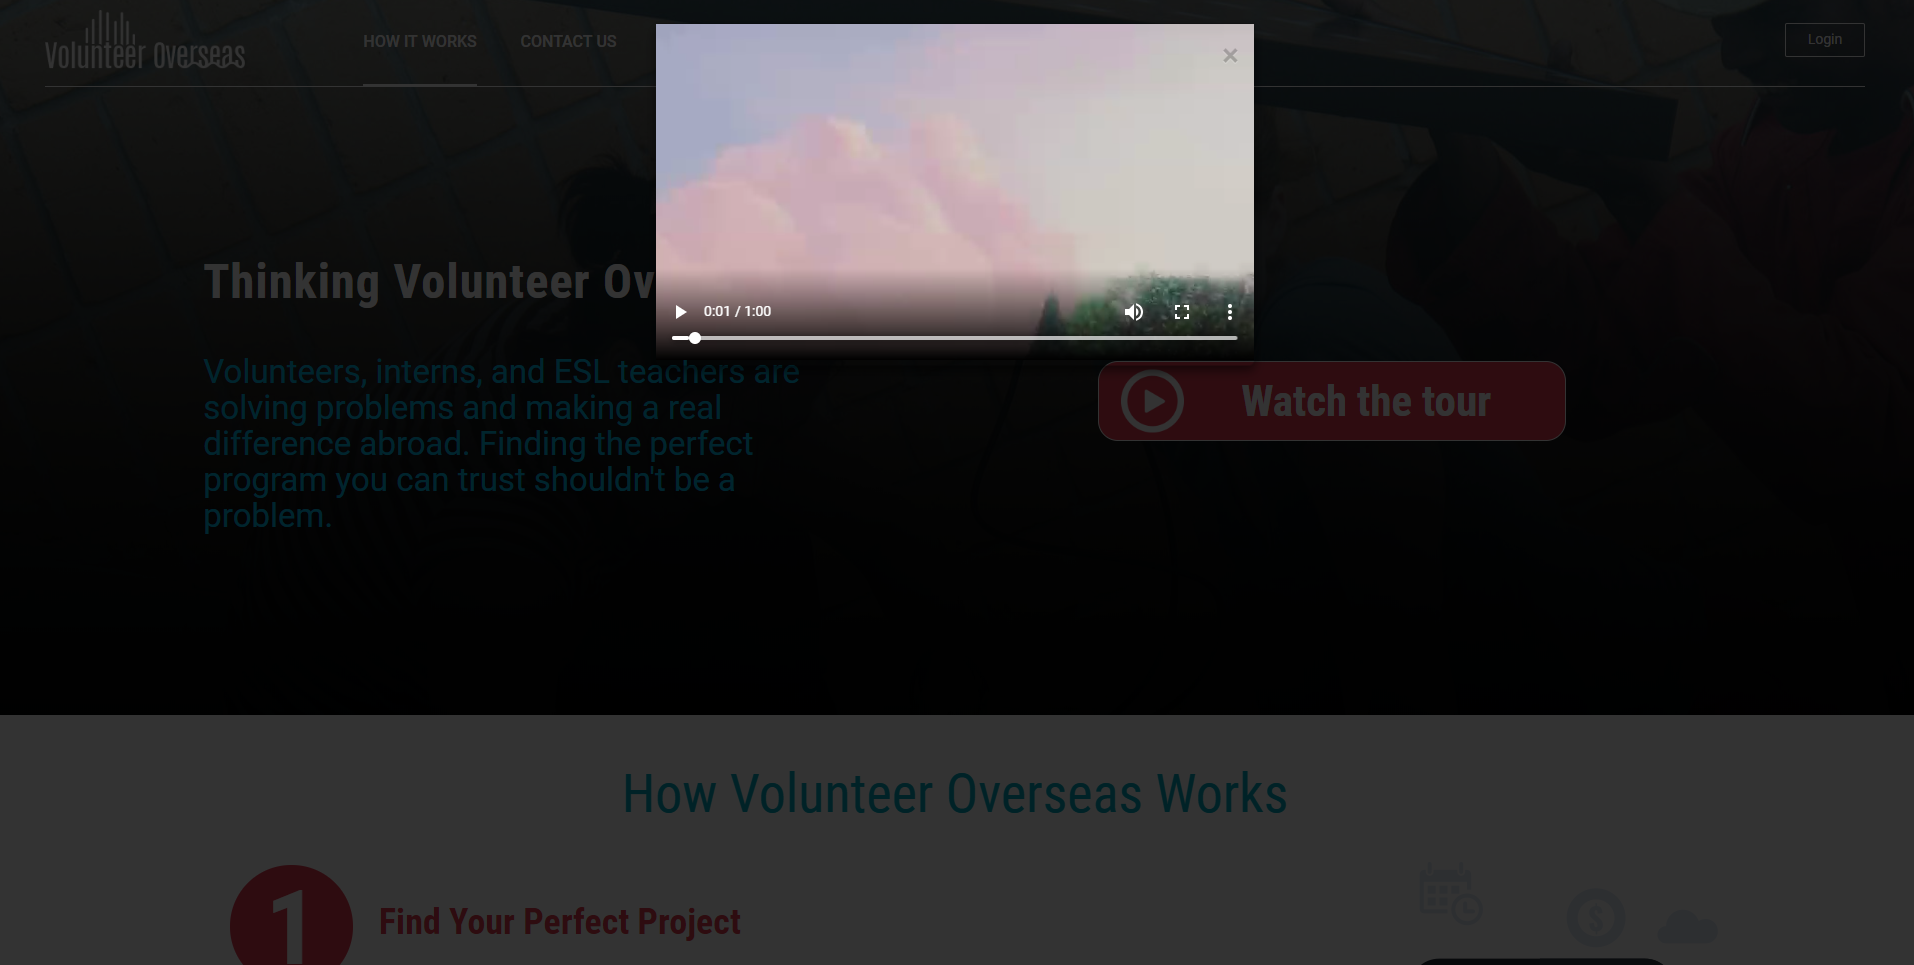 Volunteer Overseas
HOW IT WORKS
CONTACT US
Login
×
0:01 / 1:00
Thinking Volunteer Ov
Volunteers, interns, and ESL teachers are
solving problems and making a real
difference abroad. Finding the perfect
program you can trust shouldn't be a
problem.
Watch the tour
How Volunteer Overseas Works
1
Find Your Perfect Project
$